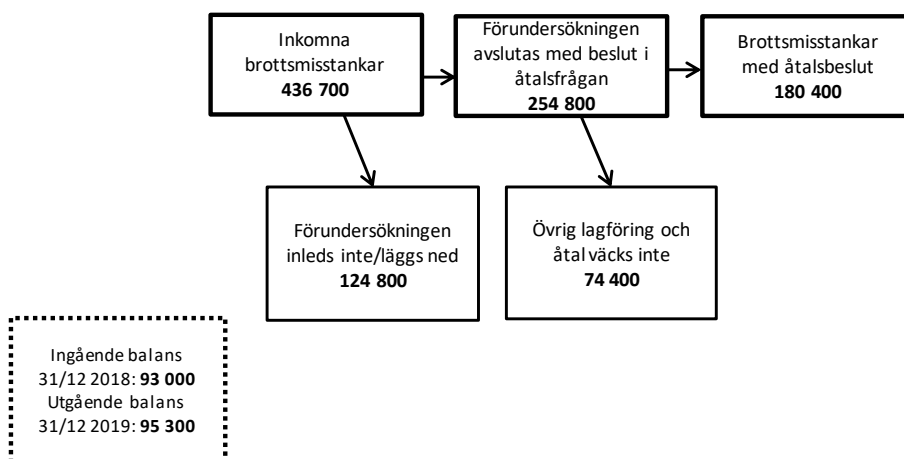 Inkomna
brottsmisstankar
436 700
Förundersökningen
avslutas med beslut i
åtalsfrågan
254 800
Brottsmisstankar
med åtalsbeslut
180 400
Förundersökningen
inleds inte/läggs ned
124 800
Övrig lagföring och
åtal väcks inte
74 400
Ingående balans
31/12 2018: 93 000
Utgående balans
31/12 2019: 95 300